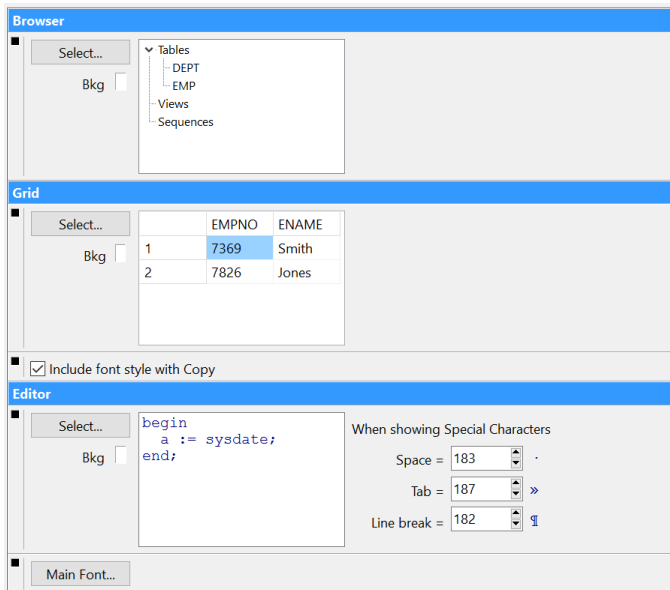 Browser
Select...
Bkg
Tables
DEPT
EMP
Views
Sequences
Grid
Select...
Bkg
EMPNO ENAME
1 7369 Smith
2 7826 Jones
Include font style with Copy
Editor
Select...
Bkg
begin
a := sysdate;
end;
When showing Special Characters
Space = 183 ·
Tab = 187 »
Line break = 182 ¶
Main Font...